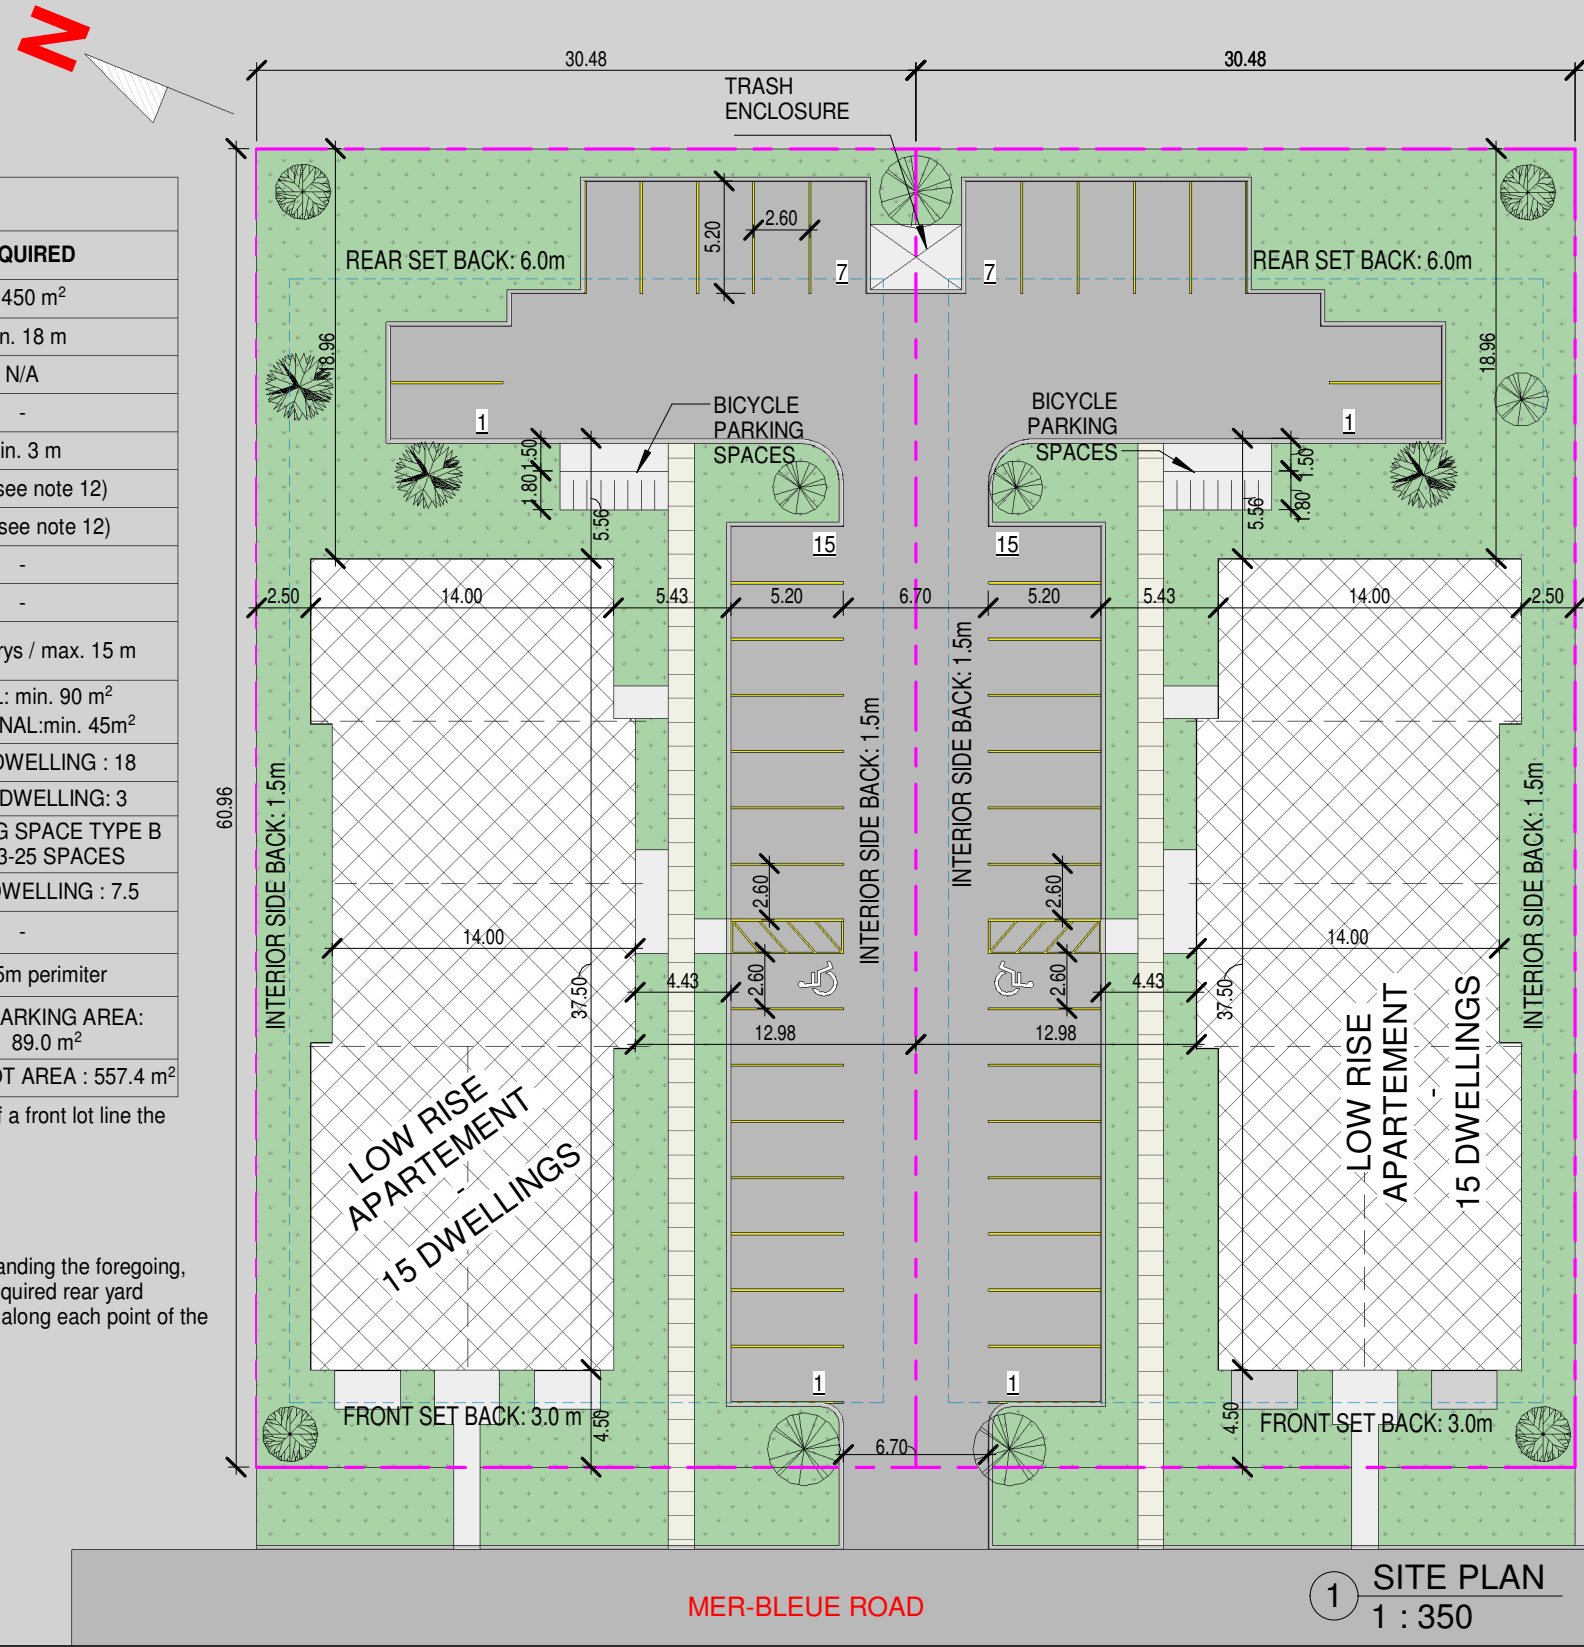 N
30.48
30.48
TRASH
ENCLOSURE
QUIRED
450 m²
n. 18 m
N/A
-
in. 3 m
see note 12)
see note 12)
-
-
rys / max. 15 m
L: min. 90 m²
NAL:min. 45m²
DWELLING : 18
DWELLING: 3
G SPACE TYPE B
3-25 SPACES
DWELLING : 7.5
-
5m perimiter
ARKING AREA:
89.0 m²
OT AREA : 557.4 m²
f a front lot line the
anding the foregoing,
quired rear yard
along each point of the
60.96
REAR SET BACK: 6.0m
5.20
2.60
7
7
REAR SET BACK: 6.0m
18.96
18.96
1
BICYCLE
PARKING
SPACES
BICYCLE
PARKING
SPACES
1
1.50
1.80
5.56
1.50
1.80
5.56
15
15
2.50
14.00
5.43
5.20
6.70
5.20
5.43
14.00
2.50
INTERIOR SIDE BACK: 1.5m
INTERIOR SIDE BACK: 1.5m
INTERIOR SIDE BACK: 1.5m
INTERIOR SIDE BACK: 1.5m
2.60
2.60
14.00
14.00
2.60
2.60
4.43
4.43
37.50
37.50
12.98
12.98
LOW RISE
APARTEMENT
-
15 DWELLINGS
LOW RISE
APARTEMENT
-
15 DWELLINGS
1
1
FRONT SET BACK: 3.0 m
4.50
6.70
4.50
FRONT SET BACK: 3.0m
MER-BLEUE ROAD
1
SITE PLAN
1 : 350